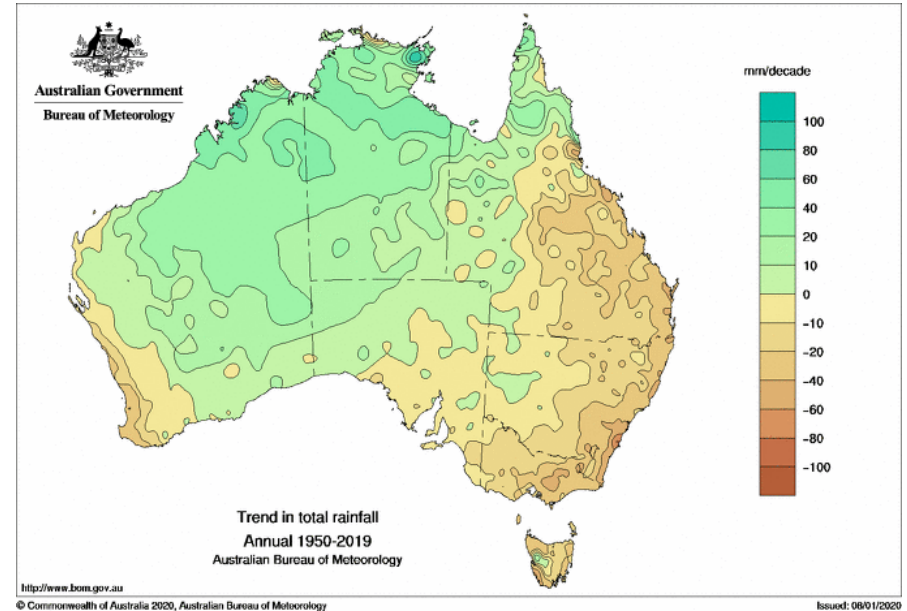 Australian Government
Bureau of Meteorology
mm/decade
100
80
60
40
20
10
0
-10
-20
-40
-60
-80
-100
Trend in total rainfall
Annual 1950-2019
Australian Bureau of Meteorology
http://www.bom.gov.au
© Commonwealth of Australia 2020, Australian Bureau of Meteorology
Issued: 08/01/2020